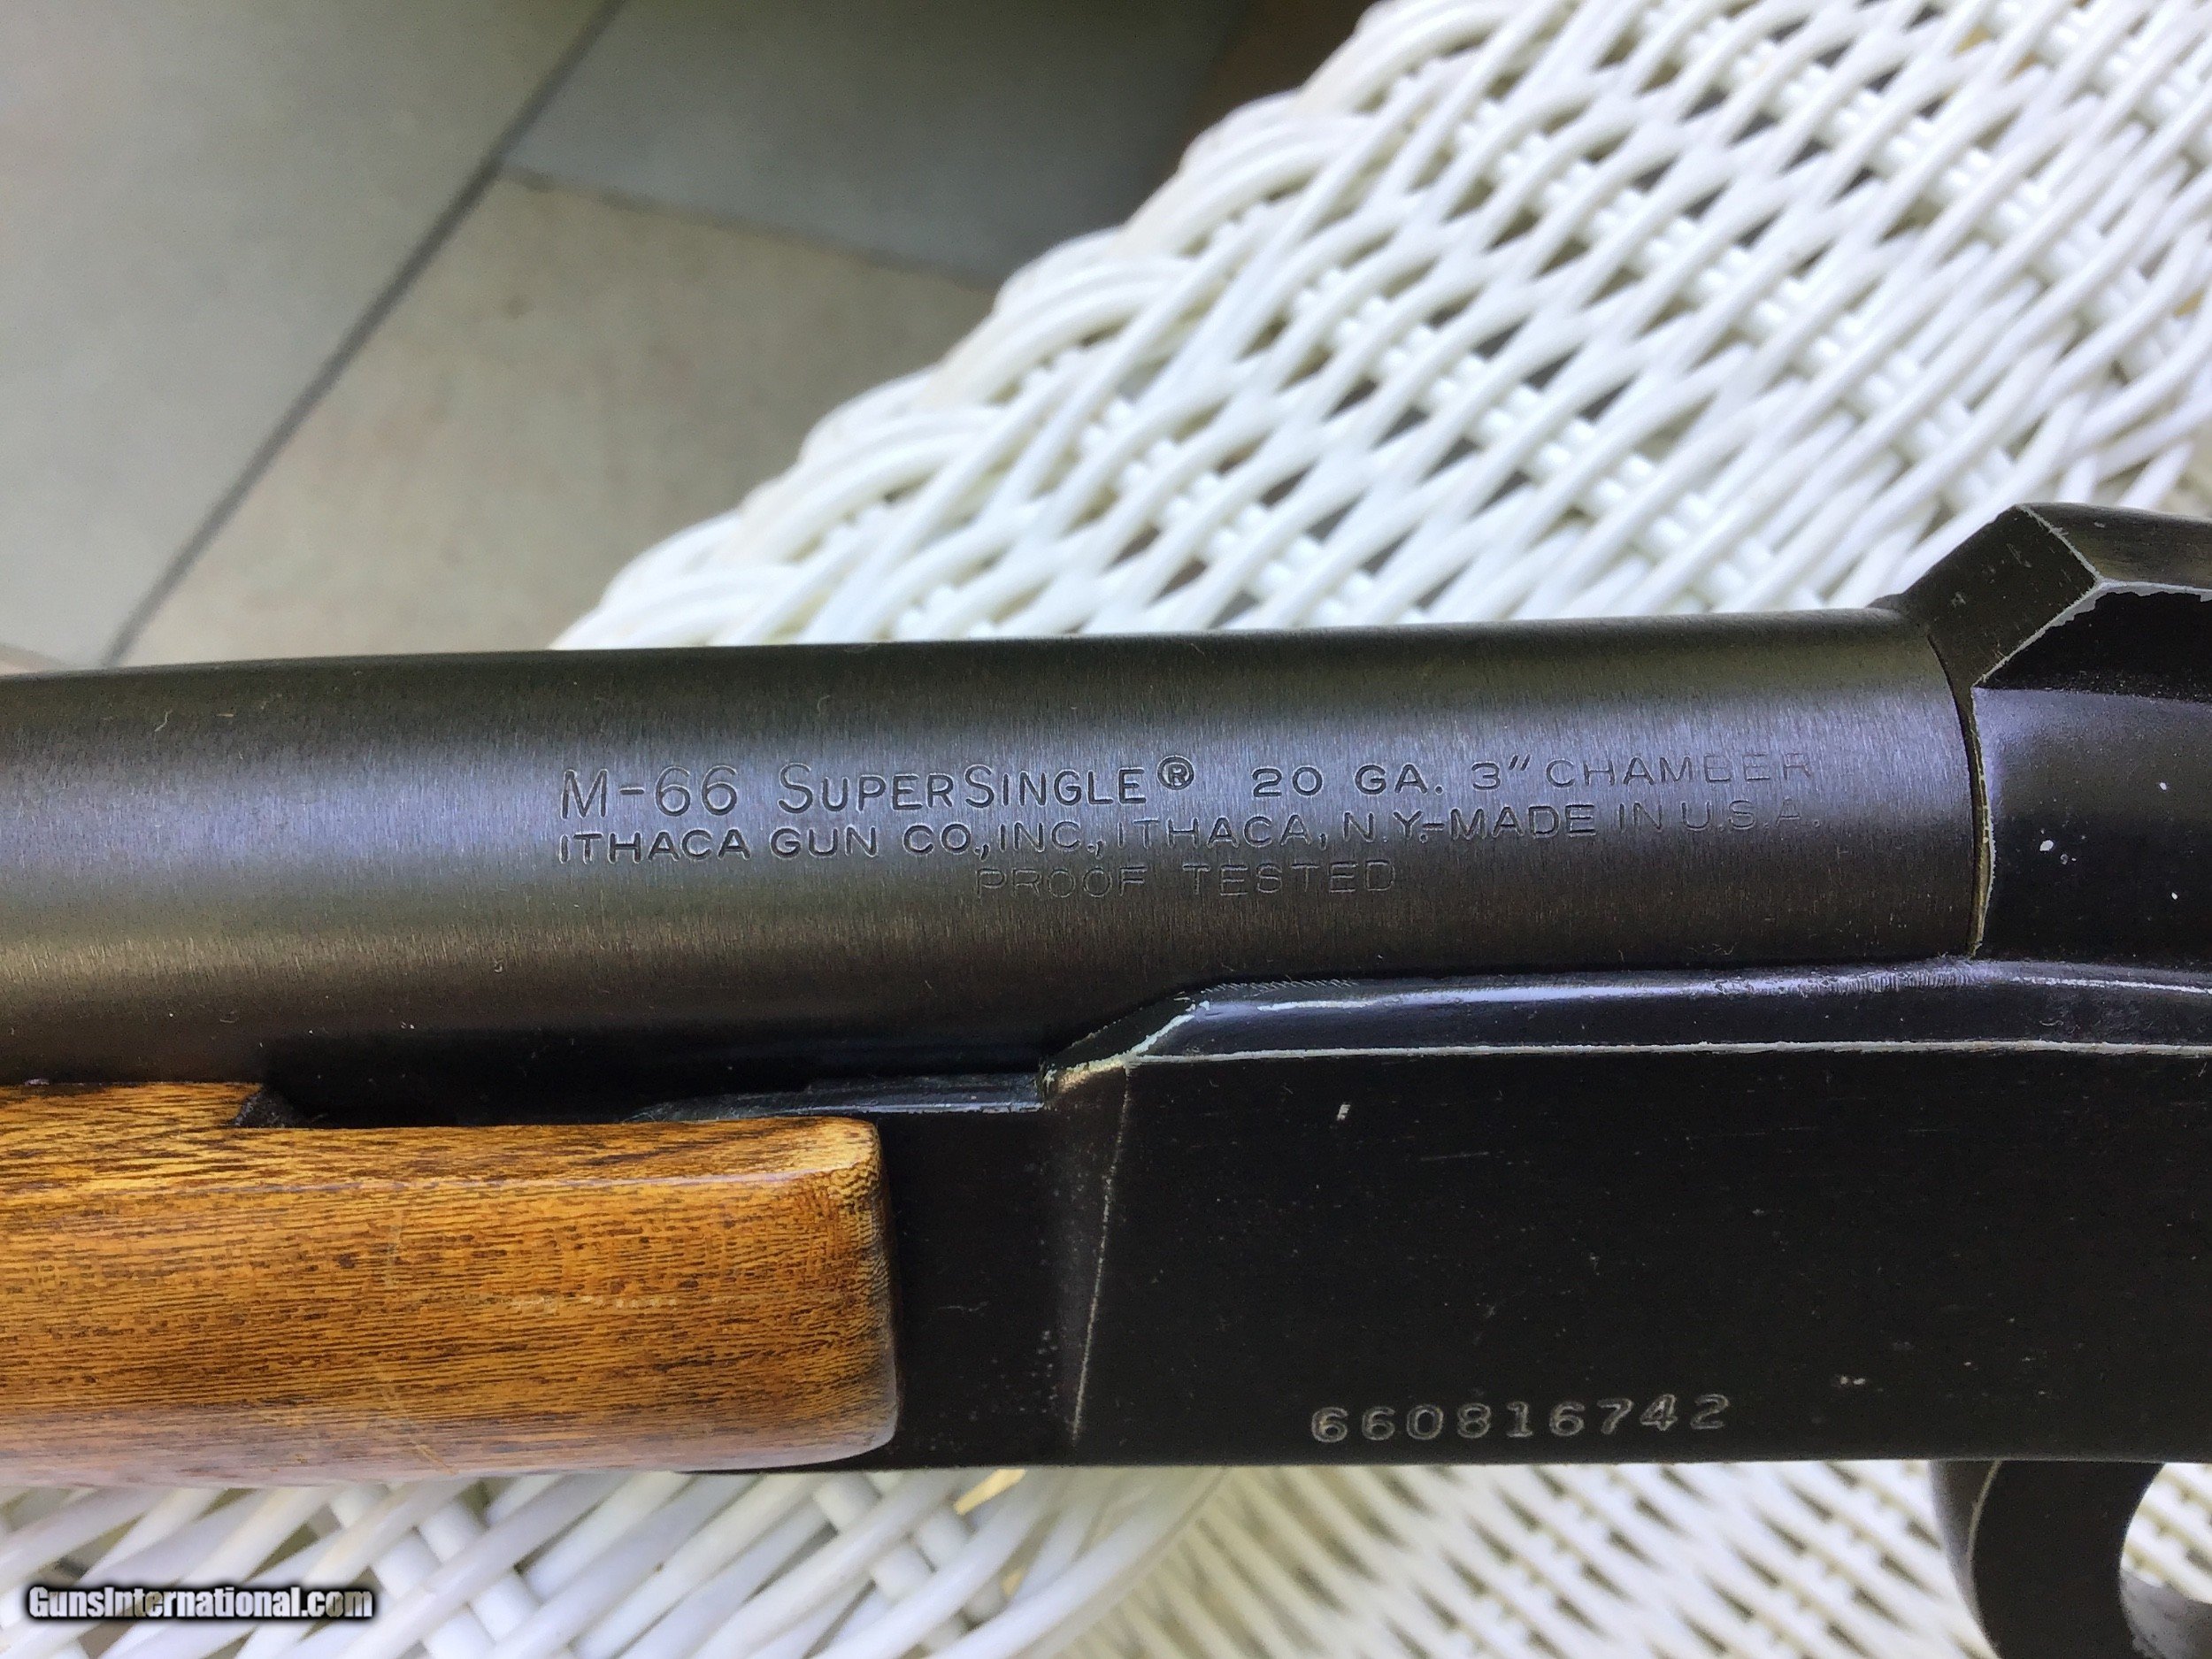 M-66 SUPERSINGLE® 20 GA. 3" CHAMBER
ITHACA GUN CO., INC., ITHACA, N.Y.-MADE IN U.S.A.
PROOF TESTED
660816742
GunsInternational.com